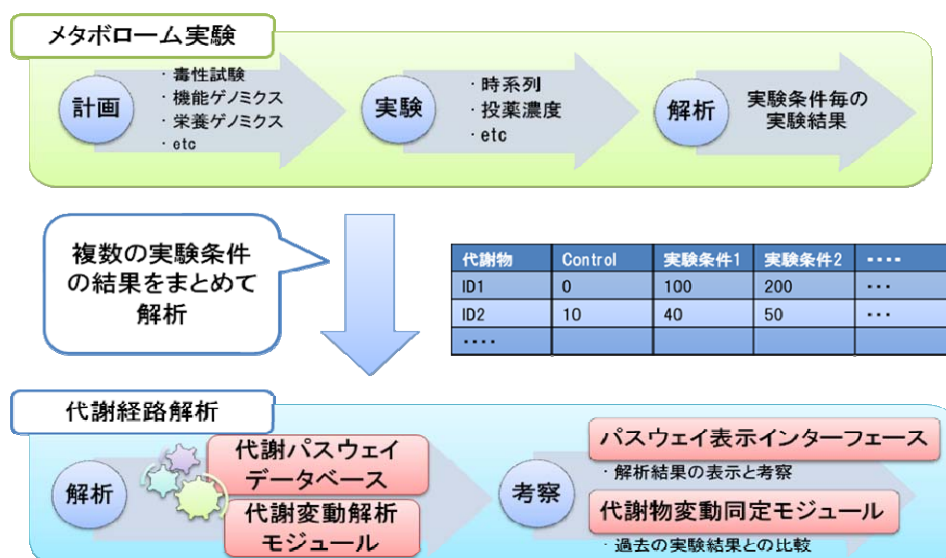 メタボローム実験
計画
・毒性試験
・機能ゲノミクス
・栄養ゲノミクス
・etc
実験
・時系列
・投薬濃度
・etc
解析
実験条件毎の
実験結果
複数の実験条件
の結果をまとめて
解析
代謝物 Control 実験条件1 実験条件2 ・・・・
ID1 0 100 200 ・・・
ID2 10 40 50 ・・・
・・・・
代謝経路解析
解析
代謝パスウェイ
データベース
代謝変動解析
モジュール
考察
パスウェイ表示インターフェース
・解析結果の表示と考察
代謝物変動同定モジュール
・過去の実験結果との比較